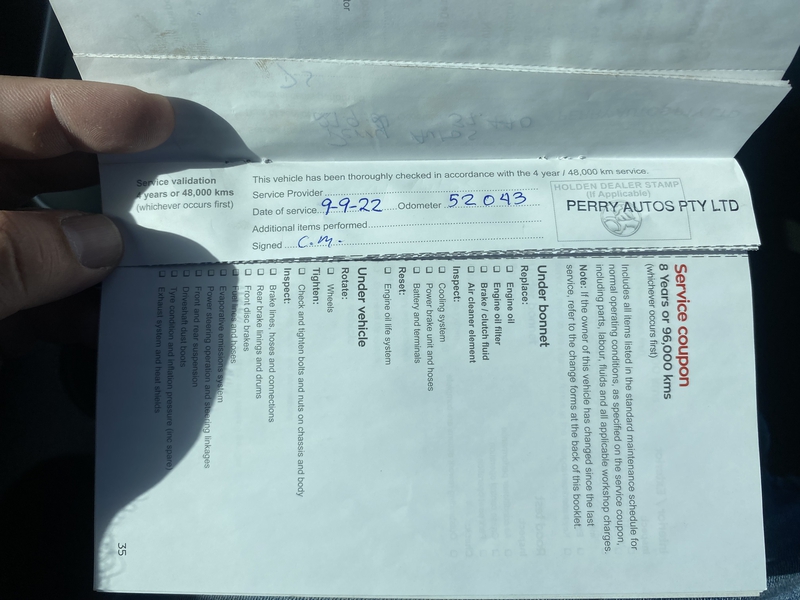 tor
Service validation
4 years or 48,000 kms
(whichever occurs first)
This vehicle has been thoroughly checked in accordance with the 4 year / 48,000 km service.
Service Provider
Date of service 9-9-22 Odometer 52043
Additional items performed
Signed C.M.
HOLDEN DEALER STAMP
(If Applicable)
PERRY AUTOS PTY LTD
Service coupon
8 Years or 96,000 kms
(whichever occurs first)
Includes all items listed in the standard maintenance schedule for
normal operating conditions, as specified on the service coupon,
including parts, labour, fluids and all applicable workshop charges.
Note: If the owner of this vehicle has changed since the last
service, refer to the change forms at the back of this booklet.
Under bonnet
Replace:
Engine oil
Engine oil filter
Brake / clutch fluid
Air cleaner element
Inspect:
Cooling system
Power brake unit and hoses
Battery and terminals
Reset:
Engine oil life system
Under vehicle
Rotate:
Wheels
Tighten:
Check and tighten bolts and nuts on chassis and body
Inspect:
Brake lines, hoses and connections
Rear brake linings and drums
Front disc brakes
Fuel lines and hoses
Evaporative emissions system
Power steering operation and steering linkages
Front and rear suspension
Driveshaft dust boots
Tyre condition and inflation pressure (inc spare)
Exhaust system and heat shields
35